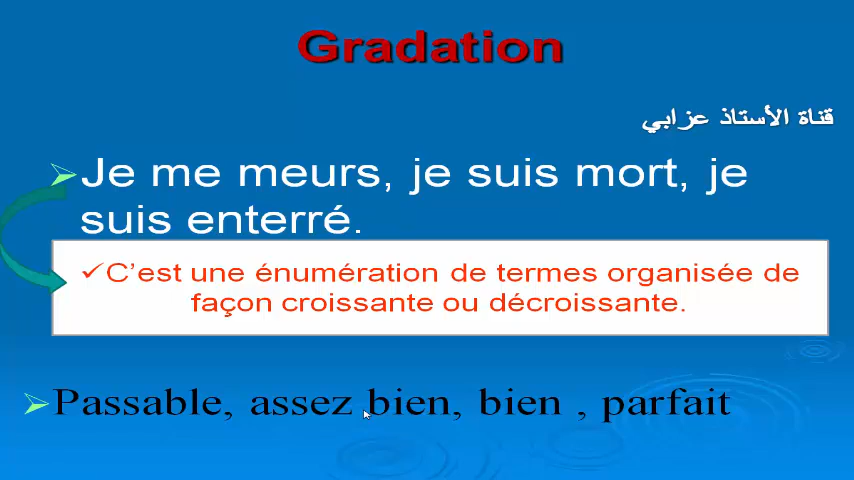 Gradation
قناة الأستاذ عزابي
Je me meurs, je suis mort, je
suis enterré.
C'est une énumération de termes organisée de
façon croissante ou décroissante.
Passable, assez bien, bien , parfait